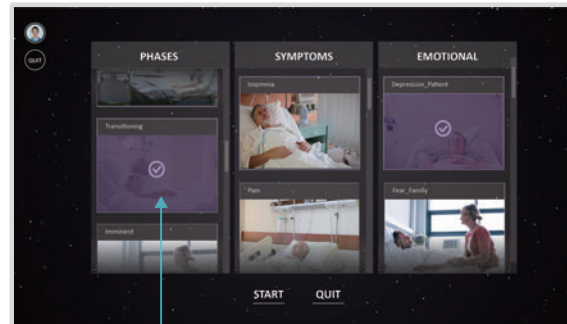 QUIT
PHASES
Transitioning
Imminent
SYMPTOMS
Insomnia
Pain
EMOTIONAL
Depression_Patient
Fear_Family
START QUIT